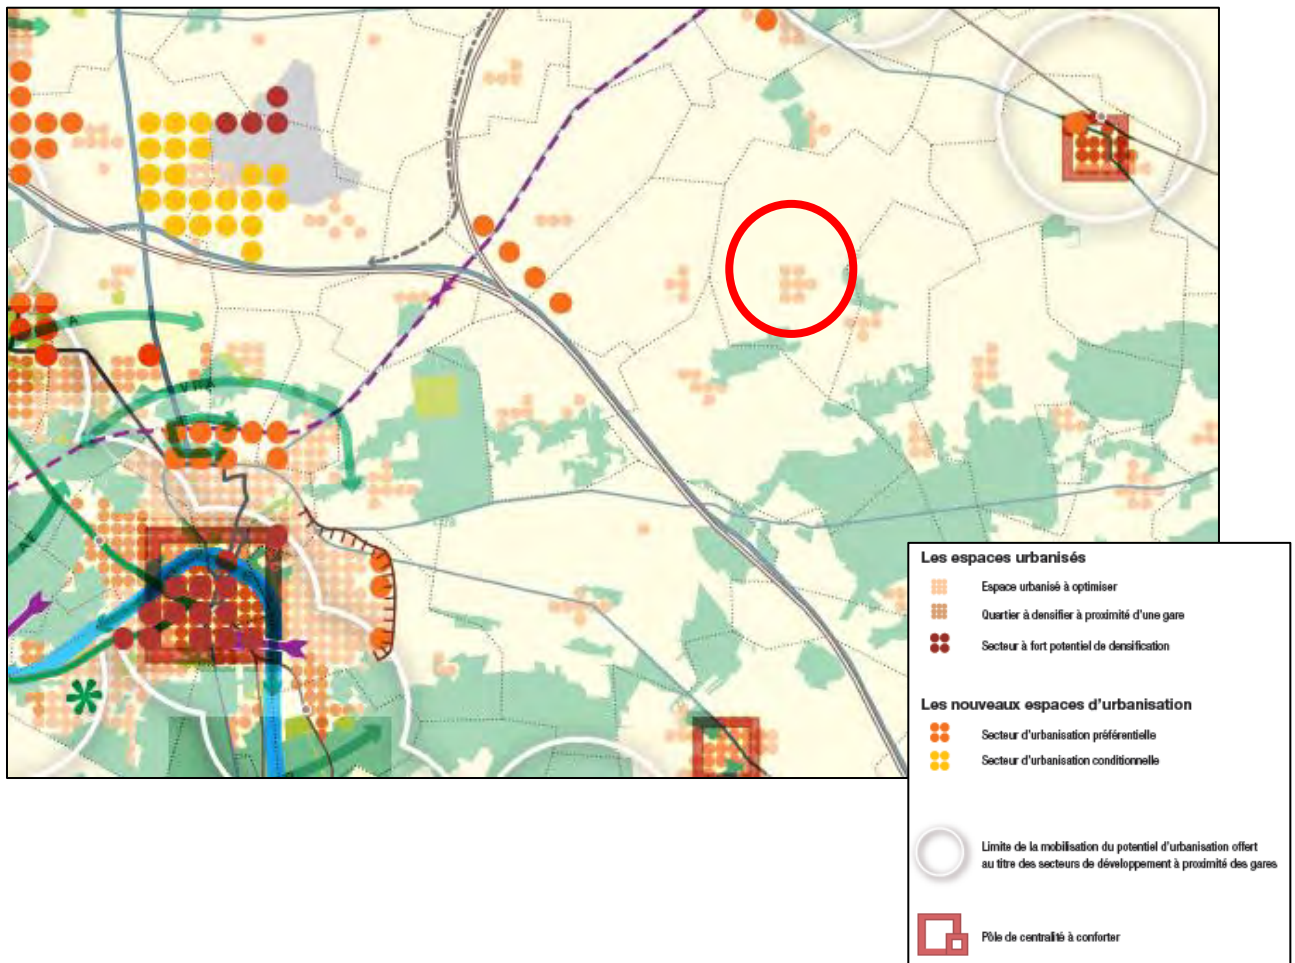 A
V N A
A E
Les espaces urbanisés
Espace urbanisé à optimiser
Quartier à densifier à proximité d'une gare
Secteur à fort potentiel de densification
Les nouveaux espaces d'urbanisation
Secteur d'urbanisation préférentielle
Secteur d'urbanisation conditionnelle
Limite de la mobilisation du potentiel d'urbanisation offert
au titre des secteurs de développement à proximité des gares
Pôle de centralité à conforter